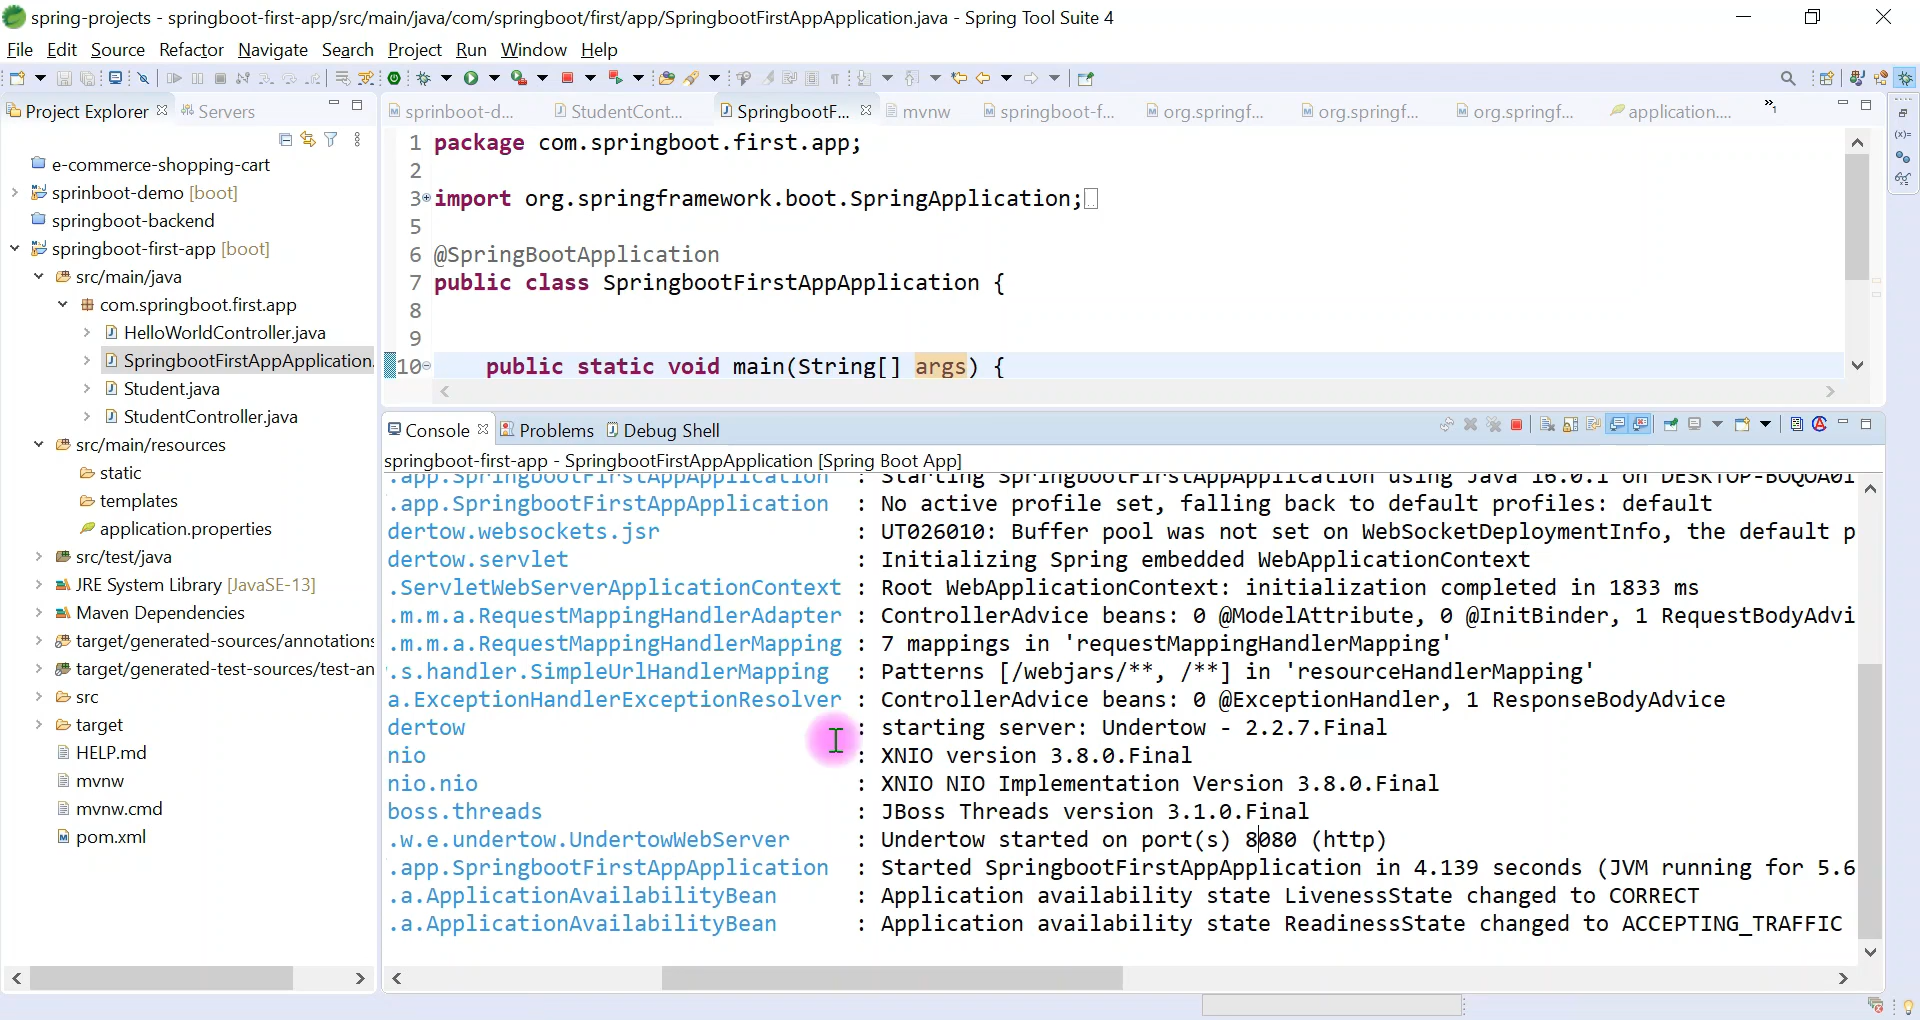 spring-projects - springboot-first-app/src/main/java/com/springboot/first/app/SpringbootFirstAppApplication.java - Spring Tool Suite 4
File Edit Source Refactor Navigate Search Project Run Window Help
Project Explorer Servers
sprinboot-d... StudentCont... SpringbootF... mvnw springboot-f... org.springf... org.springf... org.springf... application.... »1
e-commerce-shopping-cart
sprinboot-demo [boot]
springboot-backend
springboot-first-app [boot]
src/main/java
com.springboot.first.app
HelloWorldController.java
SpringbootFirstAppApplication.
Student.java
StudentController.java
src/main/resources
static
templates
application.properties
src/test/java
JRE System Library [JavaSE-13]
Maven Dependencies
target/generated-sources/annotations
target/generated-test-sources/test-an
src
target
HELP.md
mvnw
mvnw.cmd
pom.xml
1 package com.springboot.first.app;
2
3 import org.springframework.boot.SpringApplication;
5
6 @SpringBootApplication
7 public class SpringbootFirstAppApplication {
8
9
10 public static void main(String[] args) {
Console Problems Debug Shell
springboot-first-app - SpringbootFirstAppApplication [Spring Boot App]
.app.SpringbootFirstAppApplication : Starting SpringbootFirstAppApplication using Java 16.0.1 on
.app.SpringbootFirstAppApplication : No active profile set, falling back to default profiles: default
dertow.websockets.jsr : UT026010: Buffer pool was not set on WebSocketDeploymentInfo, the default p
dertow.servlet : Initializing Spring embedded WebApplicationContext
.ServletWebServerApplicationContext : Root WebApplicationContext: initialization completed in 1833 ms
.m.m.a.RequestMappingHandlerAdapter : ControllerAdvice beans: 0 @ModelAttribute, 0 @InitBinder, 1 RequestBodyAdvi
.m.m.a.RequestMappingHandlerMapping : 7 mappings in 'requestMappingHandlerMapping'
.s.handler.SimpleUrlHandlerMapping : Patterns [/webjars/**, /**] in 'resourceHandlerMapping'
a.ExceptionHandlerExceptionResolver : ControllerAdvice beans: 0 @ExceptionHandler, 1 ResponseBodyAdvice
dertow : starting server: Undertow - 2.2.7.Final
nio : XNIO version 3.8.0.Final
nio.nio : XNIO NIO Implementation Version 3.8.0.Final
boss.threads : JBoss Threads version 3.1.0.Final
.w.e.undertow.UndertowWebServer : Undertow started on port(s) 8080 (http)
.app.SpringbootFirstAppApplication : Started SpringbootFirstAppApplication in 4.139 seconds (JVM running for 5.6
.a.ApplicationAvailabilityBean : Application availability state LivenessState changed to CORRECT
.a.ApplicationAvailabilityBean : Application availability state ReadinessState changed to ACCEPTING_TRAFFIC